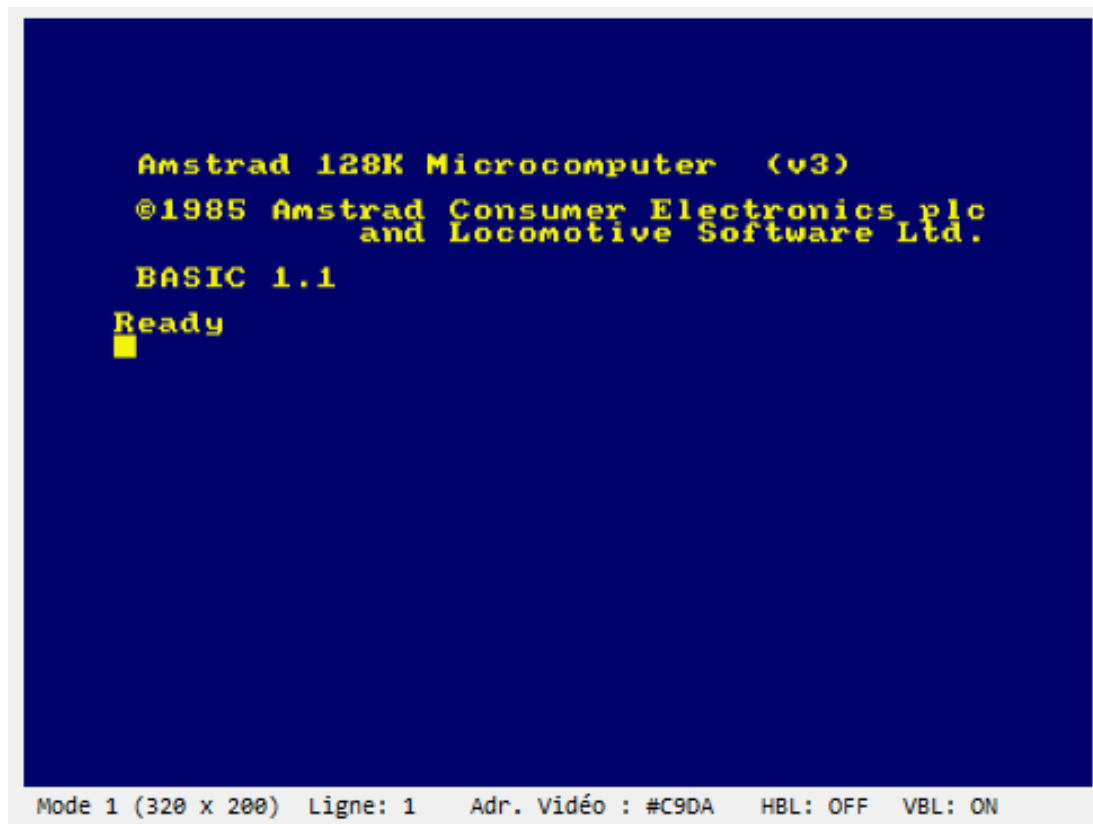 Amstrad 128K Microcomputer (v3)
©1985 Amstrad Consumer Electronics plc
and Locomotive Software Ltd.
BASIC 1.1
Ready
Mode 1 (320 x 200) Ligne: 1 Adr. Vidéo : #C9DA HBL: OFF VBL: ON